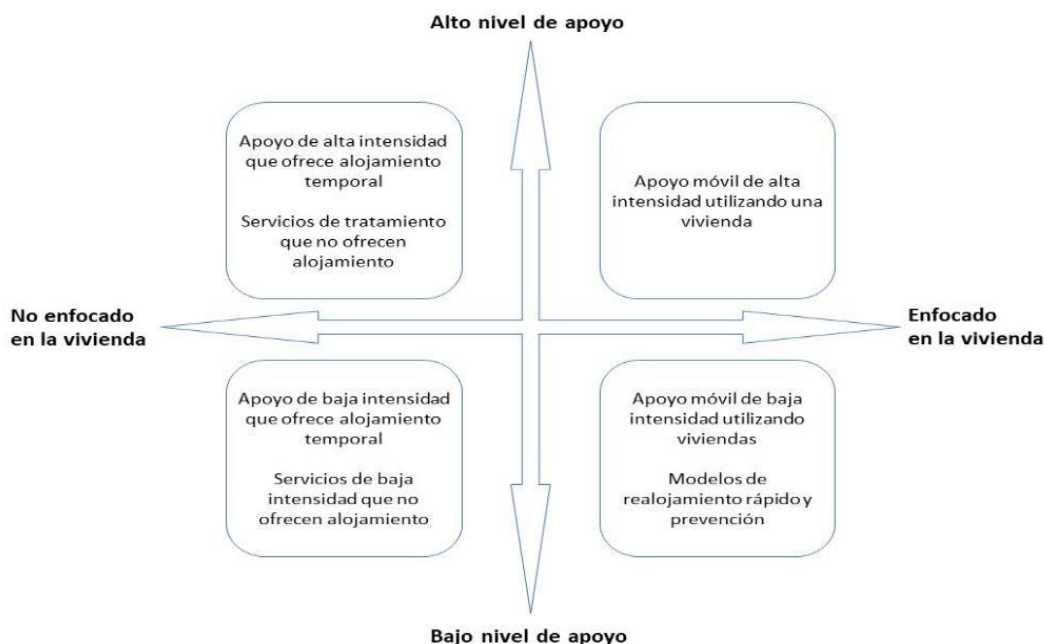 Alto nivel de apoyo
Apoyo de alta intensidad
que ofrece alojamiento
temporal
Servicios de tratamiento
que no ofrecen
alojamiento
Apoyo móvil de alta
intensidad utilizando una
vivienda
No enfocado
en la vivienda
Enfocado
en la vivienda
Apoyo de baja intensidad
que ofrece alojamiento
temporal
Servicios de baja
intensidad que no
ofrecen alojamiento
Apoyo móvil de baja
intensidad utilizando
viviendas
Modelos de
realojamiento rápido y
prevención
Bajo nivel de apoyo